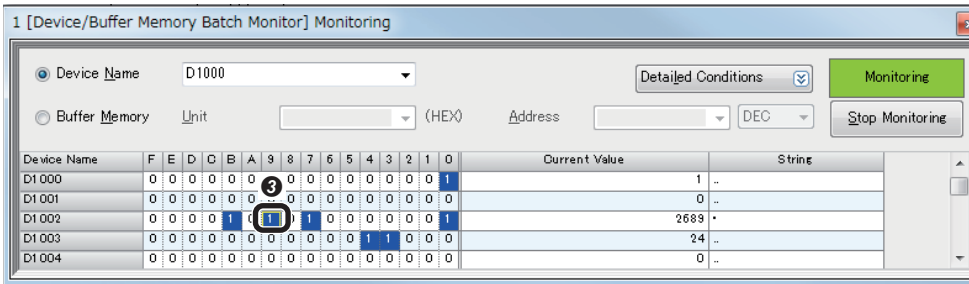 1 [Device/Buffer Memory Batch Monitor] Monitoring
Device Name D1000 Detailed Conditions Monitoring
Buffer Memory Unit (HEX) Address DEC Stop Monitoring
Device Name F E D C B A 9 8 7 6 5 4 3 2 1 0 Current Value String
D1000 0 0 0 0 0 0 0 0 0 0 0 0 0 1 1 ..
❸
D1001 0 0 0 0 0 0 0 0 0 0 0 0 0 0 0 0 ..
D1002 0 0 0 0 1 1 1 0 0 0 0 0 0 1 2689 •
D1003 0 0 0 0 0 0 0 0 0 0 0 1 1 0 0 0 24 ..
D1004 0 0 0 0 0 0 0 0 0 0 0 0 0 0 0 0 0 ..